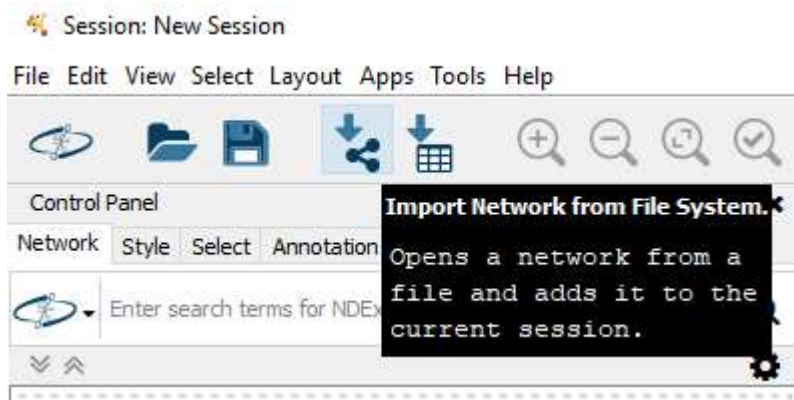 Session: New Session
File Edit View Select Layout Apps Tools Help
Control Panel
Import Network from File System.
Network Style Select Annotation
Opens a network from a
file and adds it to the
current session.
Enter search terms for NDEx